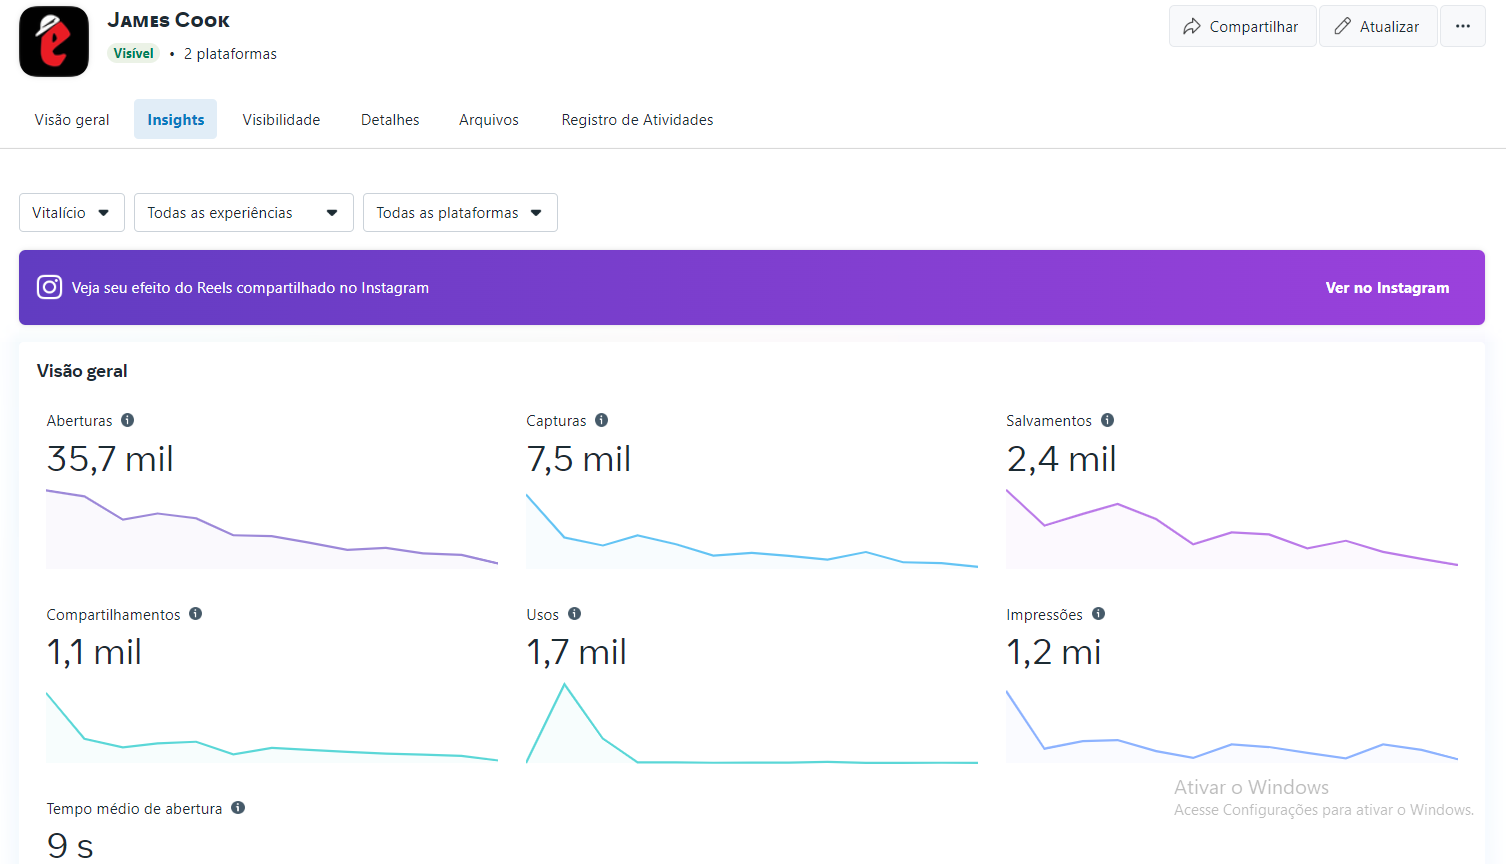 James Cook
Visível • 2 plataformas
Compartilhar
Atualizar
Visão geral
Insights
Visibilidade
Detalhes
Arquivos
Registro de Atividades
Vitalício
Todas as experiências
Todas as plataformas
Veja seu efeito do Reels compartilhado no Instagram
Ver no Instagram
Visão geral
Aberturas
35,7 mil
Capturas
7,5 mil
Salvamentos
2,4 mil
Compartilhamentos
1,1 mil
Usos
1,7 mil
Impressões
1,2 mi
Tempo médio de abertura
9 s
Ativar o Windows
Acesse Configurações para ativar o Windows.